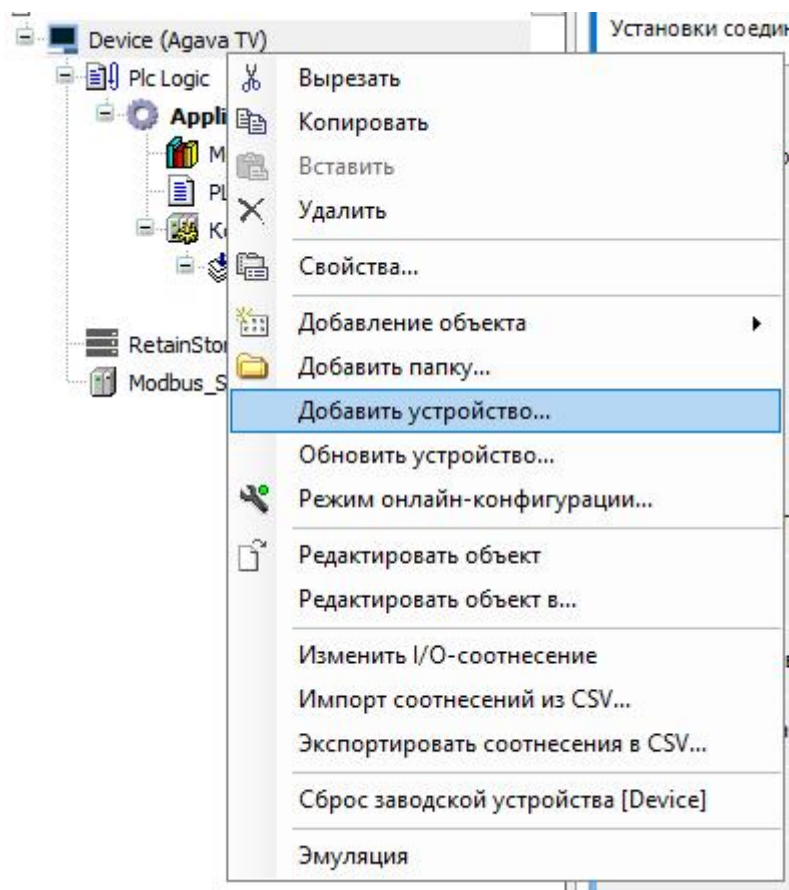 Device (Agava TV)
Установки соеди
Plc Logic
Appli
RetainSto
Modbus_S
Вырезать
Копировать
Вставить
Удалить
Свойства...
Добавление объекта
Добавить папку...
Добавить устройство...
Обновить устройство...
Режим онлайн-конфигурации...
Редактировать объект
Редактировать объект в...
Изменить I/O-соотнесение
Импорт соотнесений из CSV...
Экспортировать соотнесения в CSV...
Сброс заводской устройства [Device]
Эмуляция